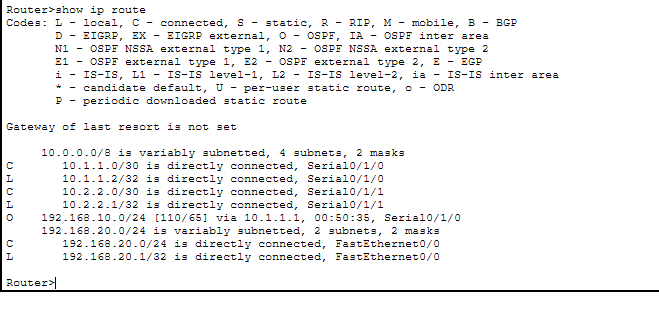 Router>show ip route
Codes: L - local, C - connected, S - static, R - RIP, M - mobile, B - BGP
       D - EIGRP, EX - EIGRP external, O - OSPF, IA - OSPF inter area
       N1 - OSPF NSSA external type 1, N2 - OSPF NSSA external type 2
       E1 - OSPF external type 1, E2 - OSPF external type 2, E - EGP
       i - IS-IS, L1 - IS-IS level-1, L2 - IS-IS level-2, ia - IS-IS inter area
       * - candidate default, U - per-user static route, o - ODR
       P - periodic downloaded static route
Gateway of last resort is not set
     10.0.0.0/8 is variably subnetted, 4 subnets, 2 masks
C       10.1.1.0/30 is directly connected, Serial0/1/0
L       10.1.1.2/32 is directly connected, Serial0/1/0
C       10.2.2.0/30 is directly connected, Serial0/1/1
L       10.2.2.1/32 is directly connected, Serial0/1/1
O    192.168.10.0/24 [110/65] via 10.1.1.1, 00:50:35, Serial0/1/0
     192.168.20.0/24 is variably subnetted, 2 subnets, 2 masks
C       192.168.20.0/24 is directly connected, FastEthernet0/0
L       192.168.20.1/32 is directly connected, FastEthernet0/0
Router>